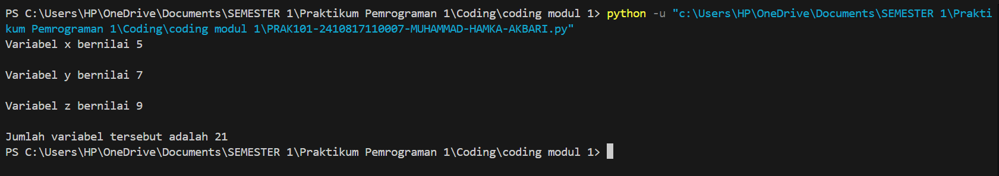 PS C:\Users\HP\OneDrive\Documents\SEMESTER 1\Praktikum Pemrograman 1\Coding\coding modul 1> python -u "c:\Users\HP\OneDrive\Documents\SEMESTER 1\Prakti
kum Pemrograman 1\Coding\coding modul 1\PRAK101-2410817110007-MUHAMMAD-HAMKA-AKBARI.py"
Variabel x bernilai 5
Variabel y bernilai 7
Variabel z bernilai 9
Jumlah variabel tersebut adalah 21
PS C:\Users\HP\OneDrive\Documents\SEMESTER 1\Praktikum Pemrograman 1\Coding\coding modul 1>